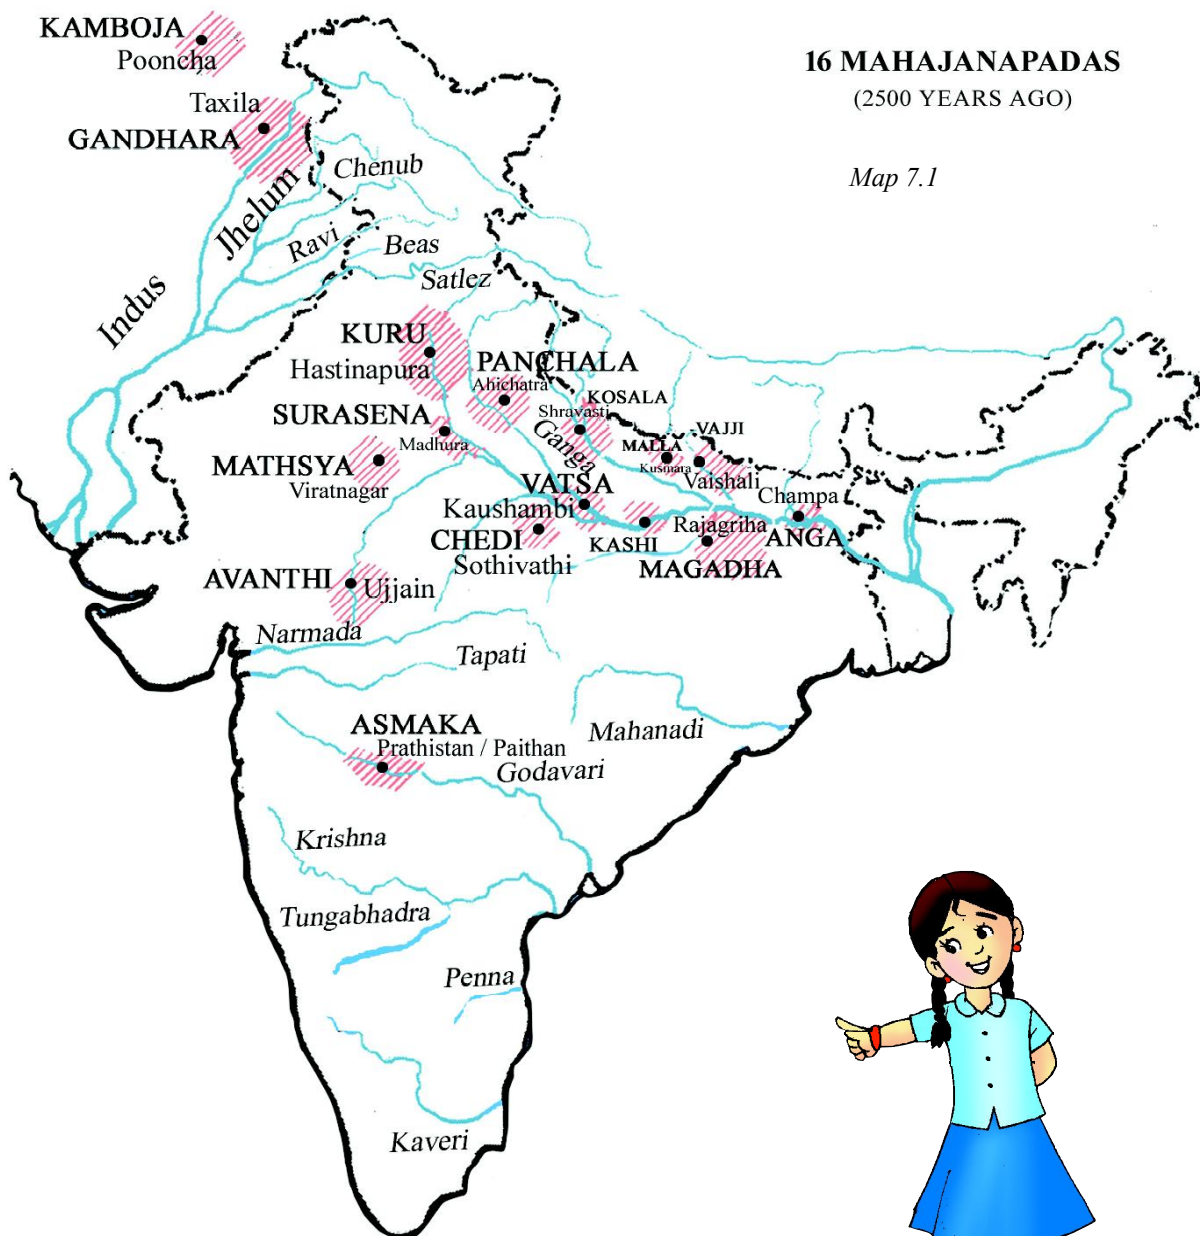 KAMBOJA
Pooncha
16 MAHAJANAPADAS
(2500 YEARS AGO)
Map 7.1
Taxila
GANDHARA
Chenub
Jhelum
Ravi
Beas
Satlez
Indus
KURU
Hastinapura
PANCHALA
Ahichatra
KOSALA
Shravasti
SURASENA
Madhura
Ganga
MALLA
Kusmara
VAJJI
Vaishali
MATHSYA
Viratnagar
VATSA
Kaushambi
Champa
ANGA
CHEDI
Sothivathi
KASHI
Rajagriha
MAGADHA
AVANTHI
Ujjain
Narmada
Tapati
ASMAKA
Prathistan / Paithan
Godavari
Mahanadi
Krishna
Tungabhadra
Penna
Kaveri